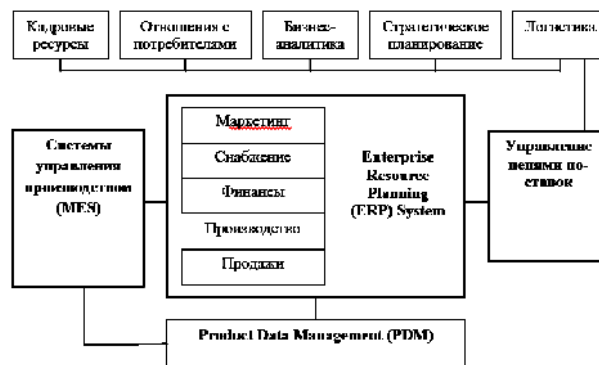 Кадровые
ресурсы
Отношения с
потребителями
Бизнес-
аналитика
Стратегическое
планирование
Логистика
Системы
управления
производством
(MES)
Маркетинг
Снабжение
Финансы
Производство
Продажи
Enterprise
Resource
Planning
(ERP) System
Управление
цепями по-
ставок
Product Data Management (PDM)